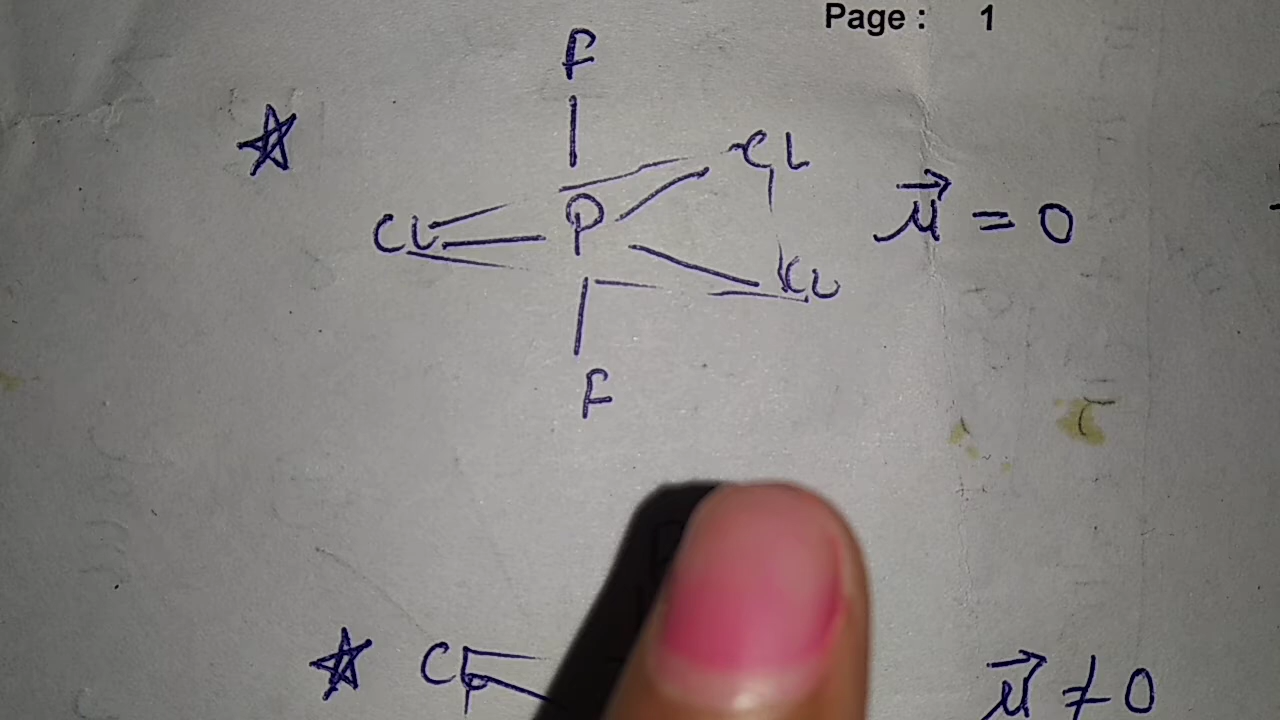 Page : 1
F
Cl
Cl P μ⃗ = 0
Cl
F
Cl μ⃗ ≠ 0